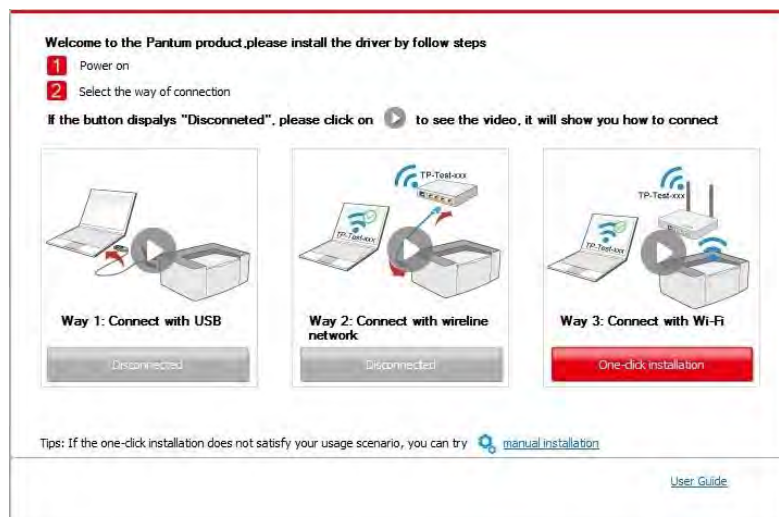 Welcome to the Pantum product,please install the driver by follow steps
1 Power on
2 Select the way of connection
If the button dispalys "Disconneted", please click on to see the video, it will show you how to connect
TP-Test-xxx
TP-Test-xxx
TP-Test-xxx
TP-Test-xxx
Way 1: Connect with USB
Way 2: Connect with wireline
network
Way 3: Connect with Wi-Fi
Disconnected
Disconnected
One-click installation
Tips: If the one-click installation does not satisfy your usage scenario, you can try manual installation
User Guide